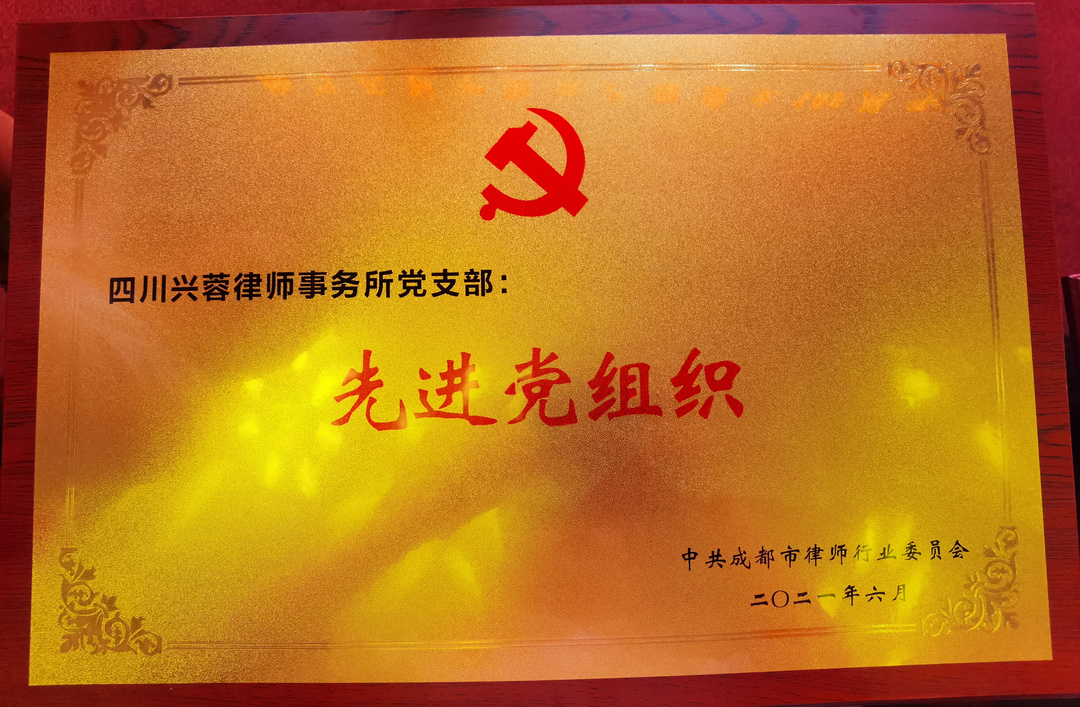 四川兴蓉律师事务所党支部：
先进党组织
中共成都市律师行业委员会
二〇二一年六月